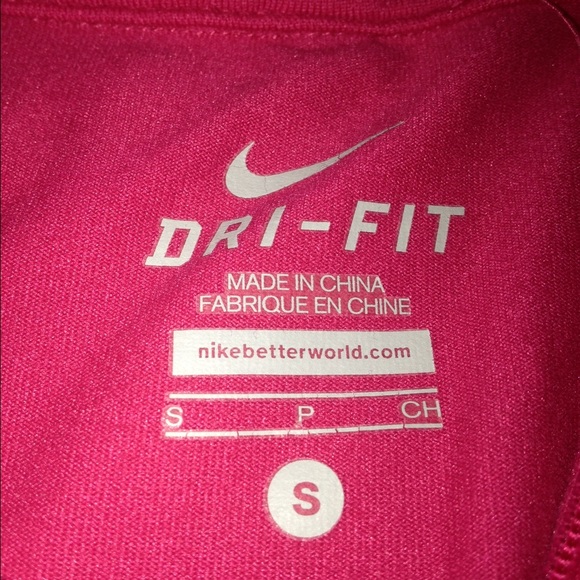 DRI-FIT
MADE IN CHINA
FABRIQUE EN CHINE
nikebetterworld.com
S P CH
S